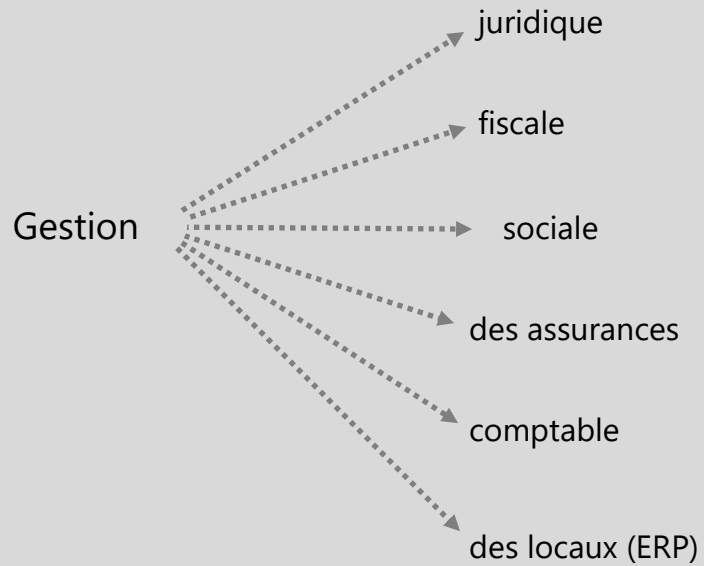 juridique
fiscale
Gestion
sociale
des assurances
comptable
des locaux (ERP)